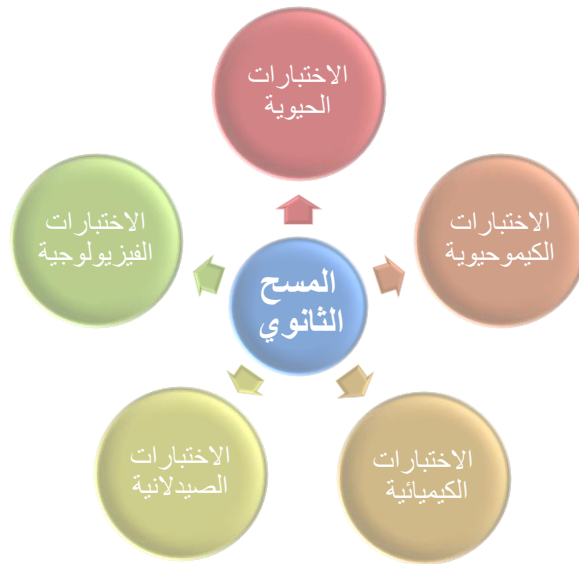 الاختبارات
الحيوية
الاختبارات
الكيموحيوية
الاختبارات
الكيميائية
الاختبارات
الصيدلانية
الاختبارات
الفيزيولوجية
المسح
الثانوي